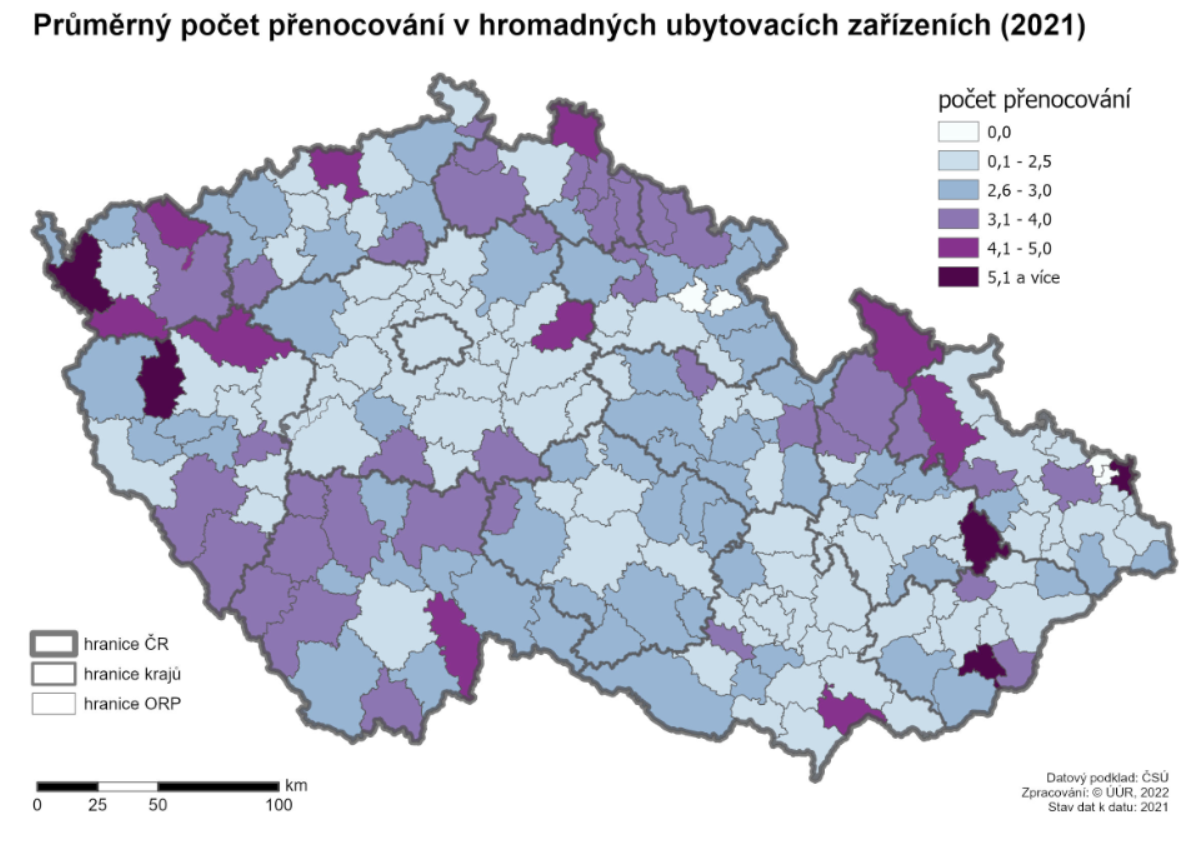 Průměrný počet přenocování v hromadných ubytovacích zařízeních (2021)
počet přenocování
0,0
0,1 - 2,5
2,6 - 3,0
3,1 - 4,0
4,1 - 5,0
5,1 a více
hranice ČR
hranice krajů
hranice ORP
km
0 25 50 100
Datový podklad: ČSÚ
Zpracování: © ÚÚR, 2022
Stav dat k datu: 2021